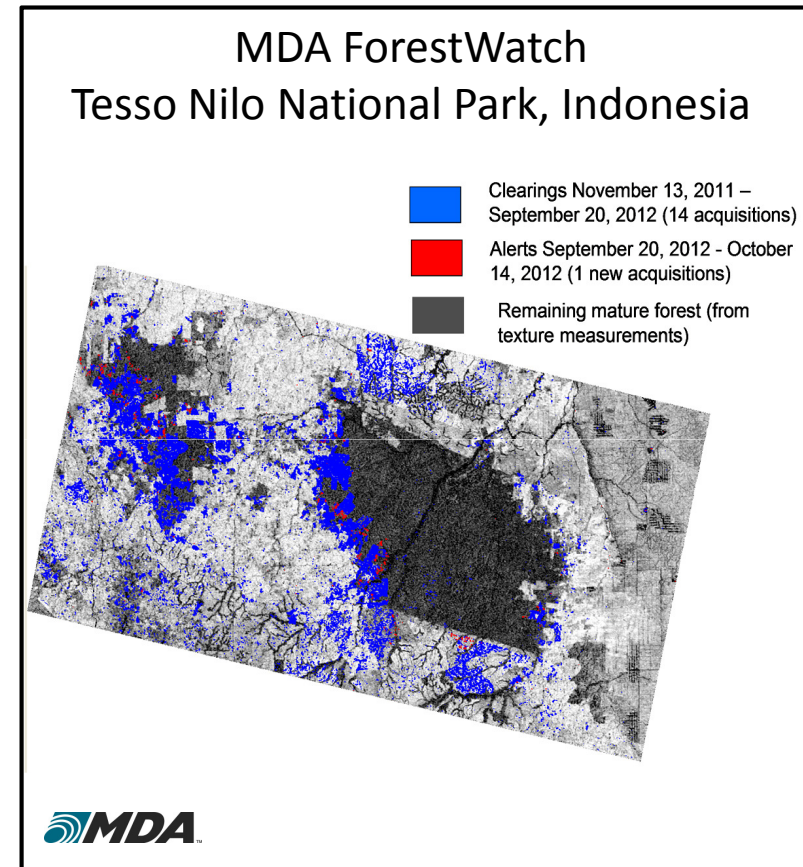 MDA ForestWatch
Tesso Nilo National Park, Indonesia
Clearings November 13, 2011 –
September 20, 2012 (14 acquisitions)
Alerts September 20, 2012 - October
14, 2012 (1 new acquisitions)
Remaining mature forest (from
texture measurements)
MDA™